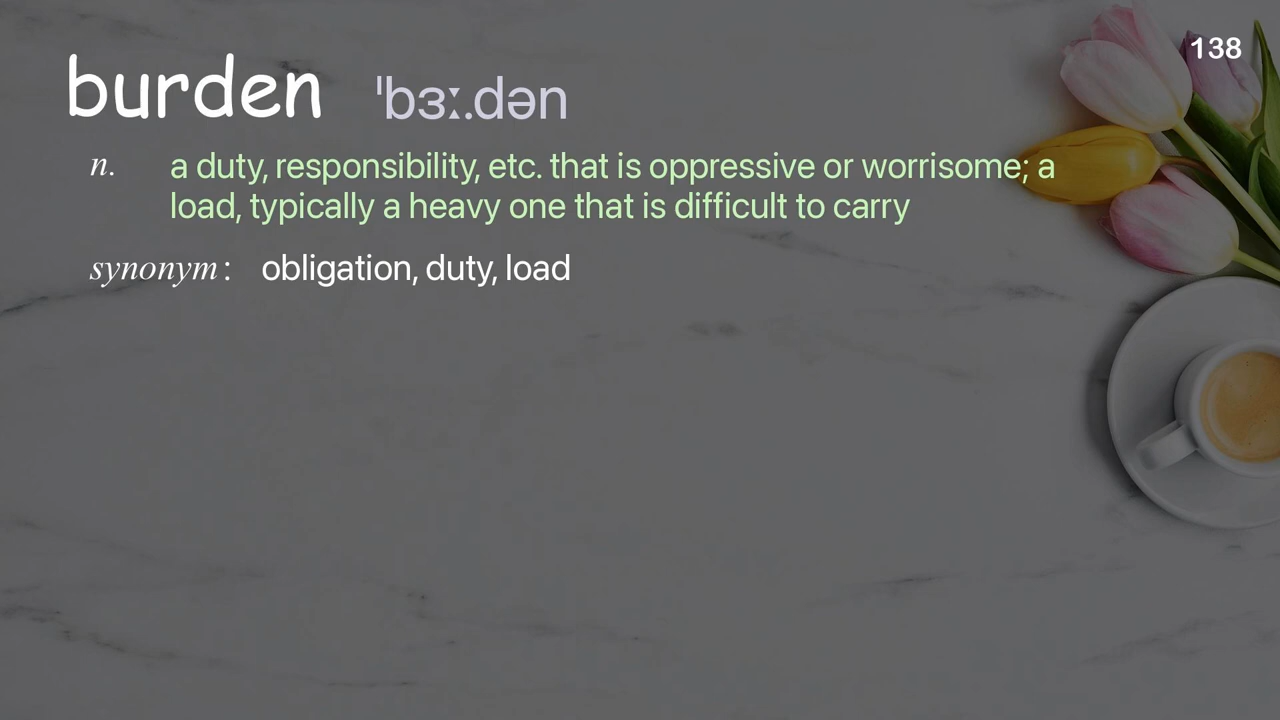 138
burden ˈbɜː.dən
n. a duty, responsibility, etc. that is oppressive or worrisome; a
load, typically a heavy one that is difficult to carry
synonym: obligation, duty, load